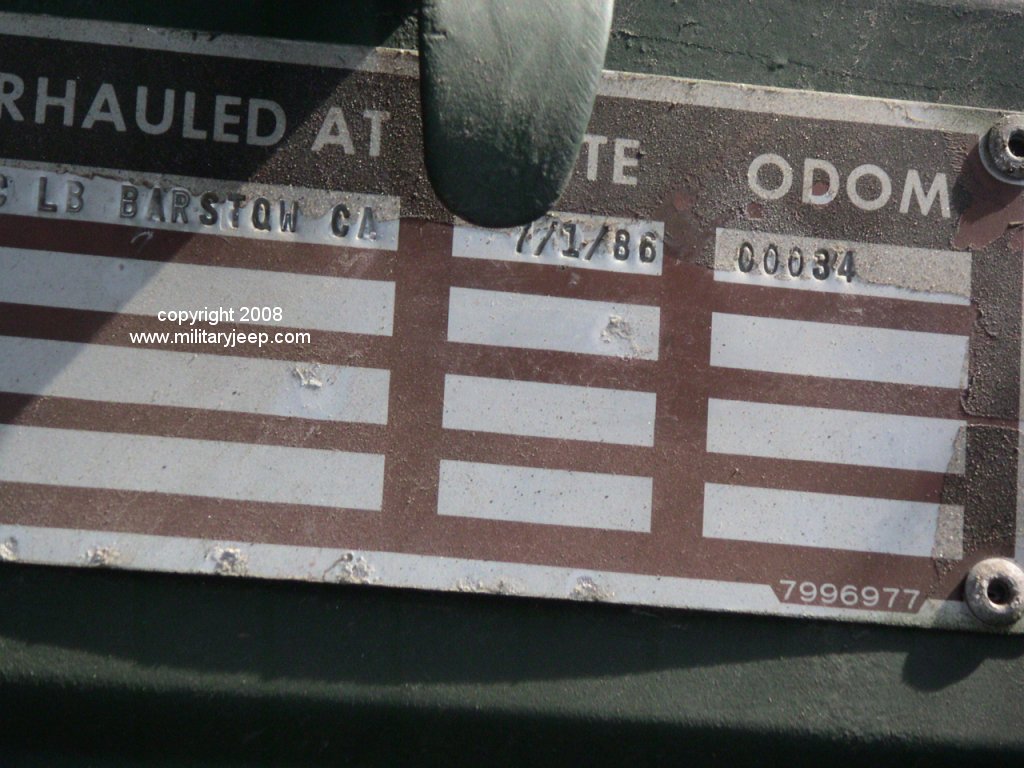 RHAULED AT TE ODOM
C LB BARSTOW CA 7/1/86 00034
copyright 2008
www.militaryjeep.com
7996977